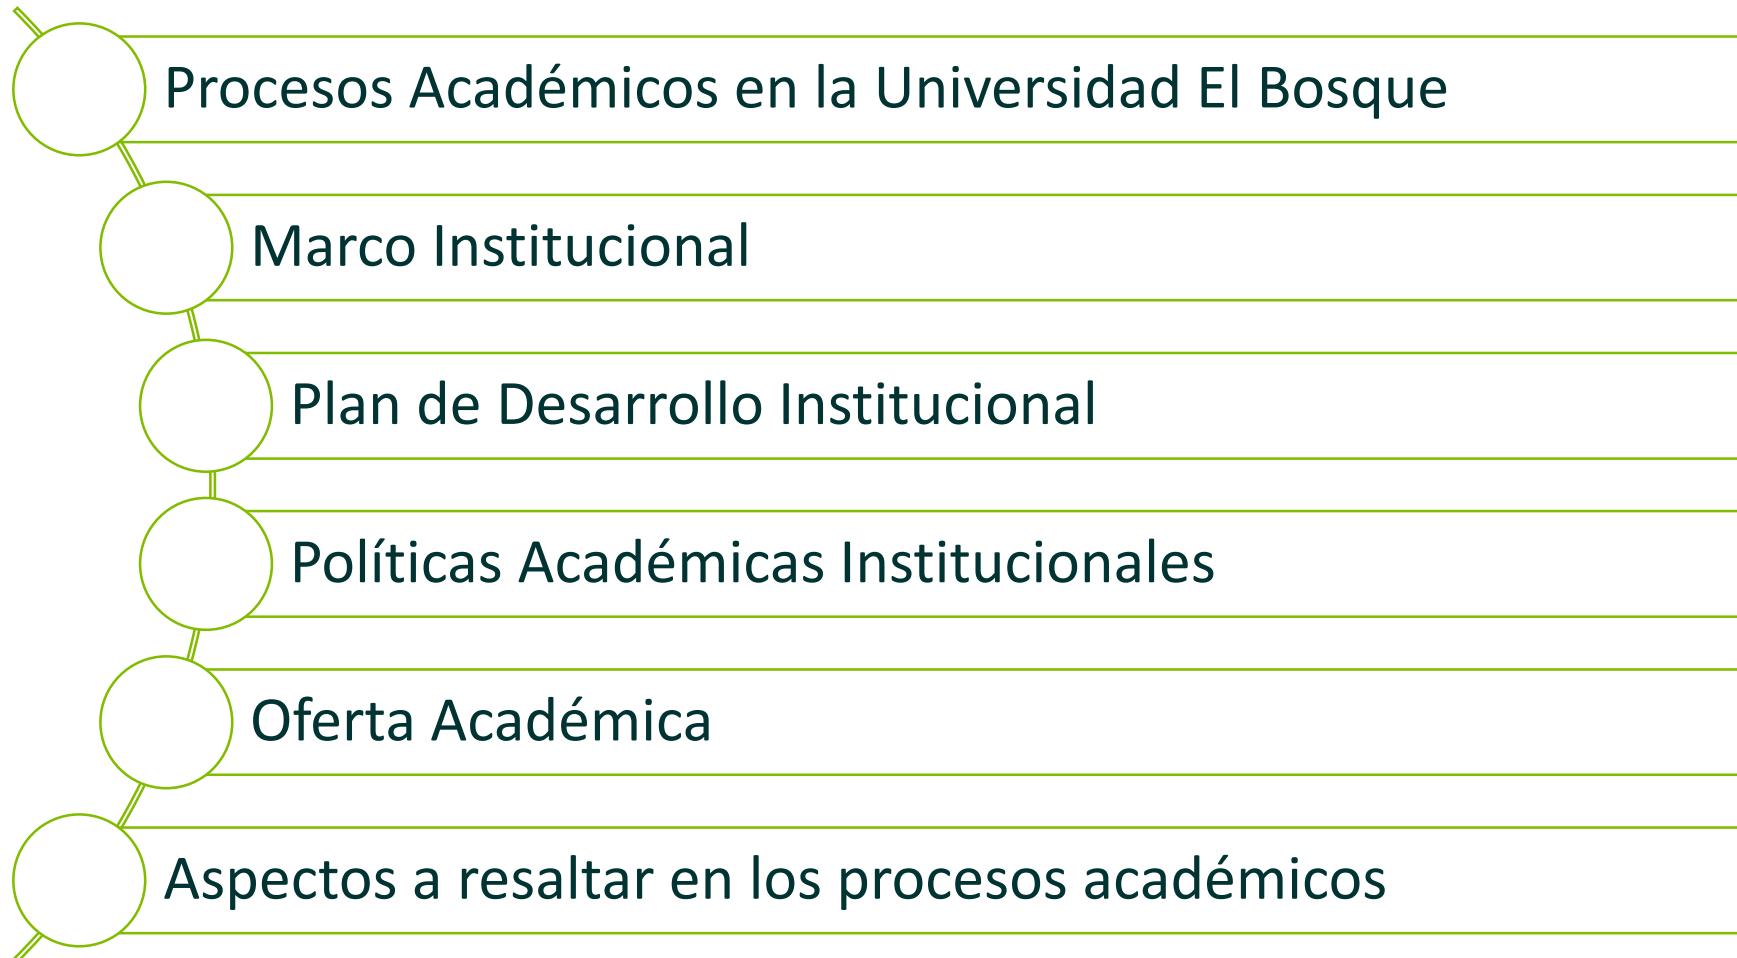 Procesos Académicos en la Universidad El Bosque
Marco Institucional
Plan de Desarrollo Institucional
Políticas Académicas Institucionales
Oferta Académica
Aspectos a resaltar en los procesos académicos